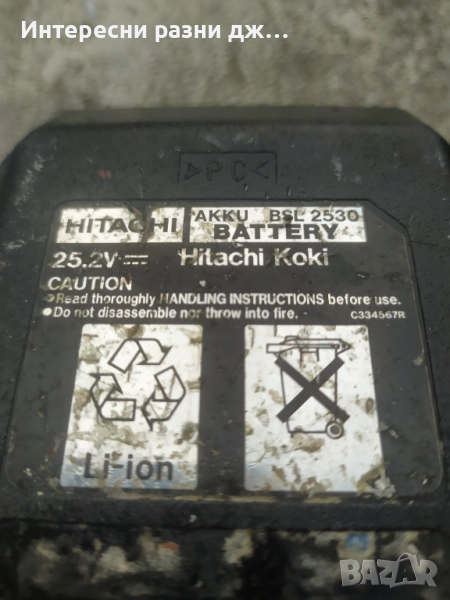 Интересни разни дж...
>PC<
HITACHI
AKKU BSL 2530
BATTERY
25.2V
Hitachi Koki
CAUTION
Read thoroughly HANDLING INSTRUCTIONS before use.
Do not disassemble nor throw into fire.
C334567R
Li-ion
BAZAR